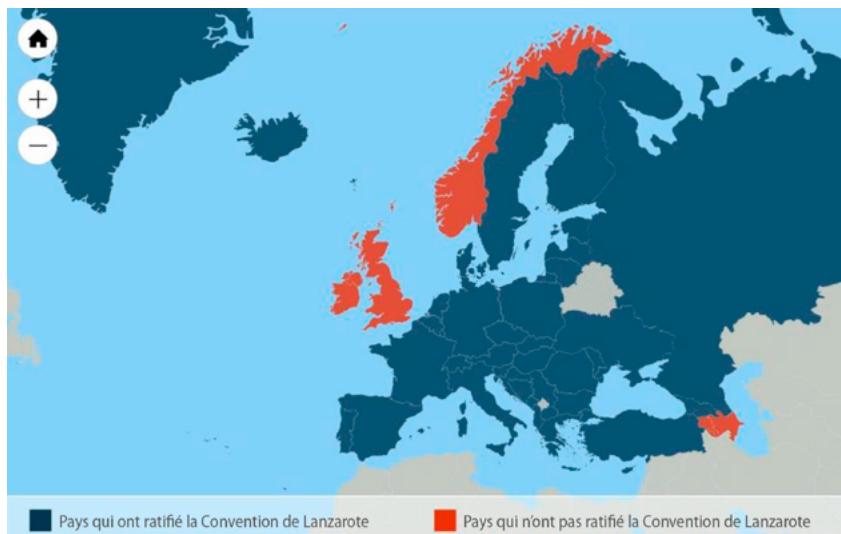 Pays qui ont ratifié la Convention de Lanzarote
Pays qui n'ont pas ratifié la Convention de Lanzarote